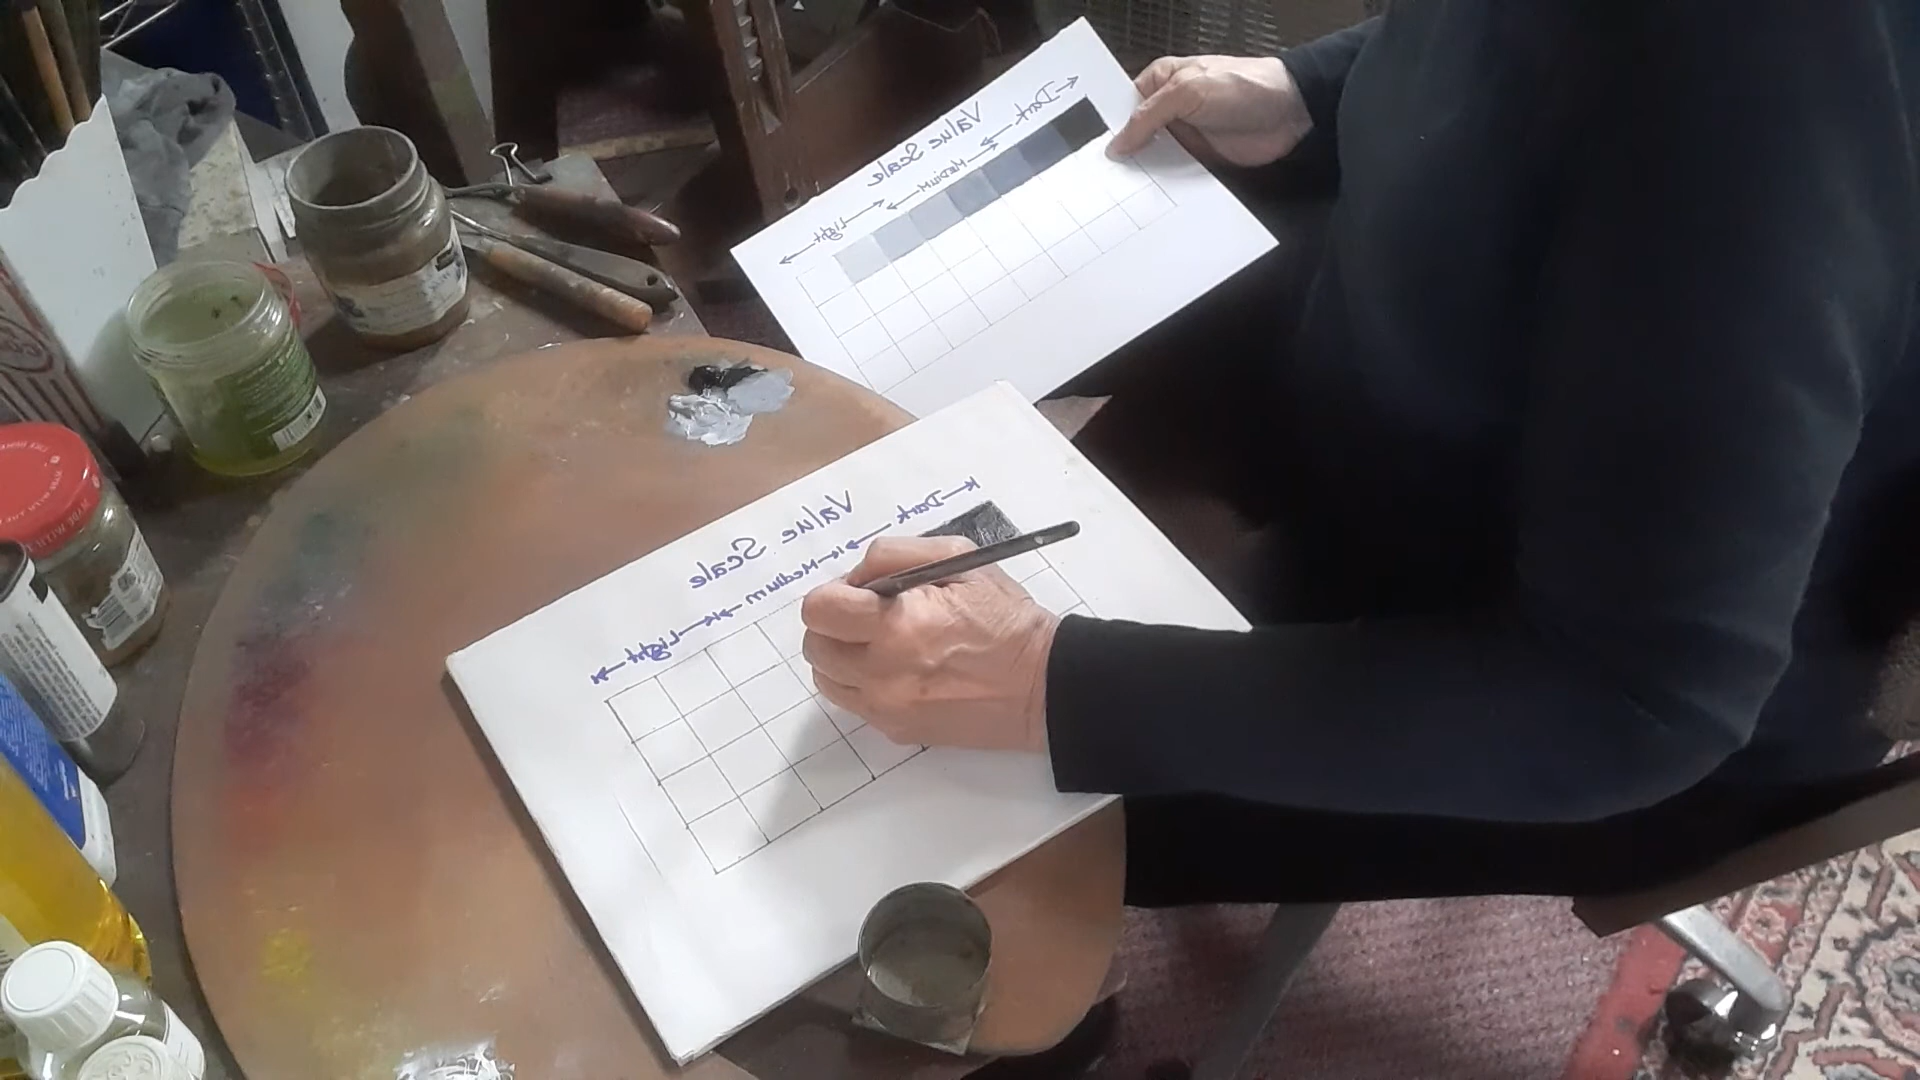 Value Scale
Dark
Medium
Light
Value Scale
Dark
Medium
Light